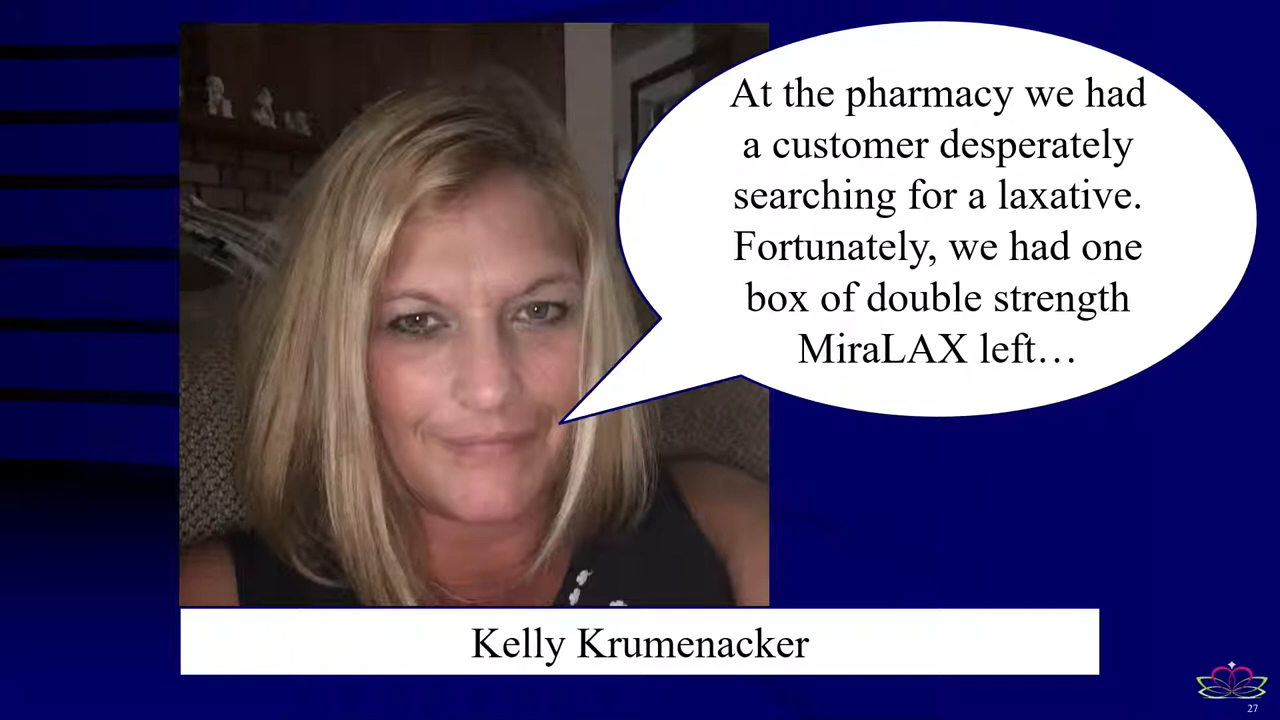 At the pharmacy we had
a customer desperately
searching for a laxative.
Fortunately, we had one
box of double strength
MiraLAX left…
Kelly Krumenacker
27